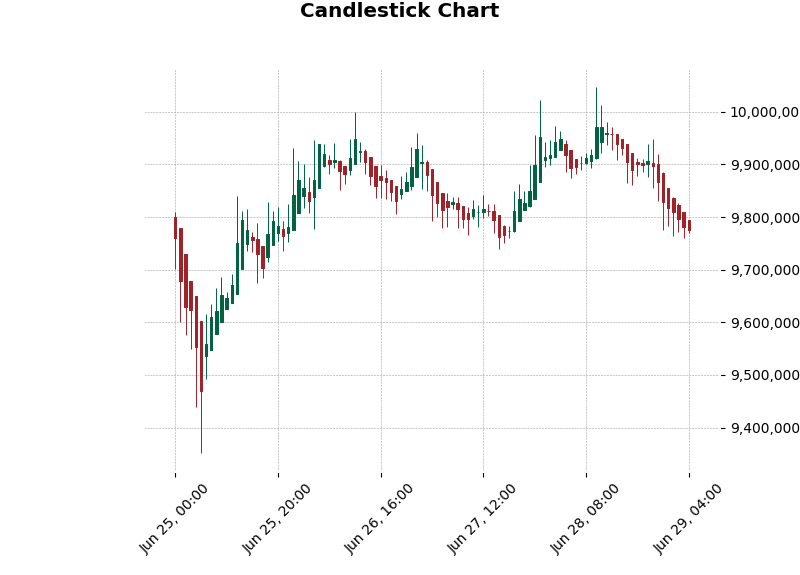 Candlestick Chart
10,000,00
9,900,000
9,800,000
9,700,000
9,600,000
9,500,000
9,400,000
Jun 25, 00:00
Jun 25, 20:00
Jun 26, 16:00
Jun 27, 12:00
Jun 28, 08:00
Jun 29, 04:00